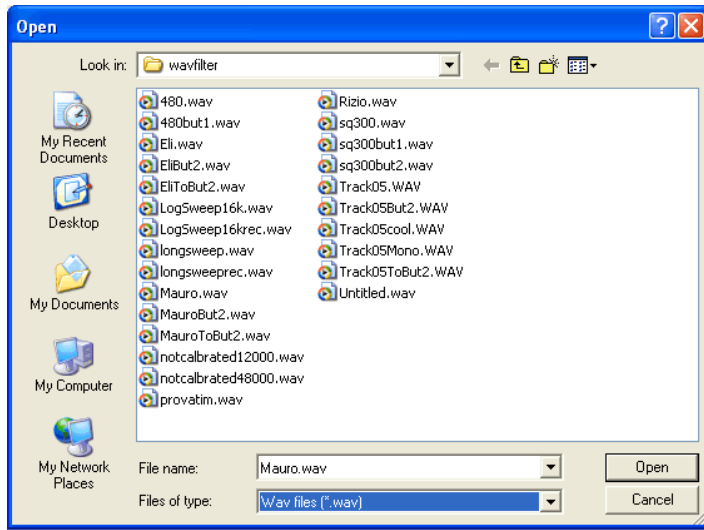 Open
Look in:
wavfilter
My Recent
Documents
Desktop
My Documents
My Computer
My Network
Places
480.wav
480but1.wav
Eli.wav
EliBut2.wav
EliToBut2.wav
LogSweep16k.wav
LogSweep16krec.wav
longsweep.wav
longsweeprec.wav
Mauro.wav
MauroBut2.wav
MauroToBut2.wav
notcalbrated12000.wav
notcalbrated48000.wav
provatim.wav
Rizio.wav
sq300.wav
sq300but1.wav
sq300but2.wav
Track05.WAV
Track05But2.WAV
Track05cool.WAV
Track05Mono.WAV
Track05ToBut2.WAV
Untitled.wav
File name:
Mauro.wav
Open
Files of type:
Wav files (*.wav)
Cancel